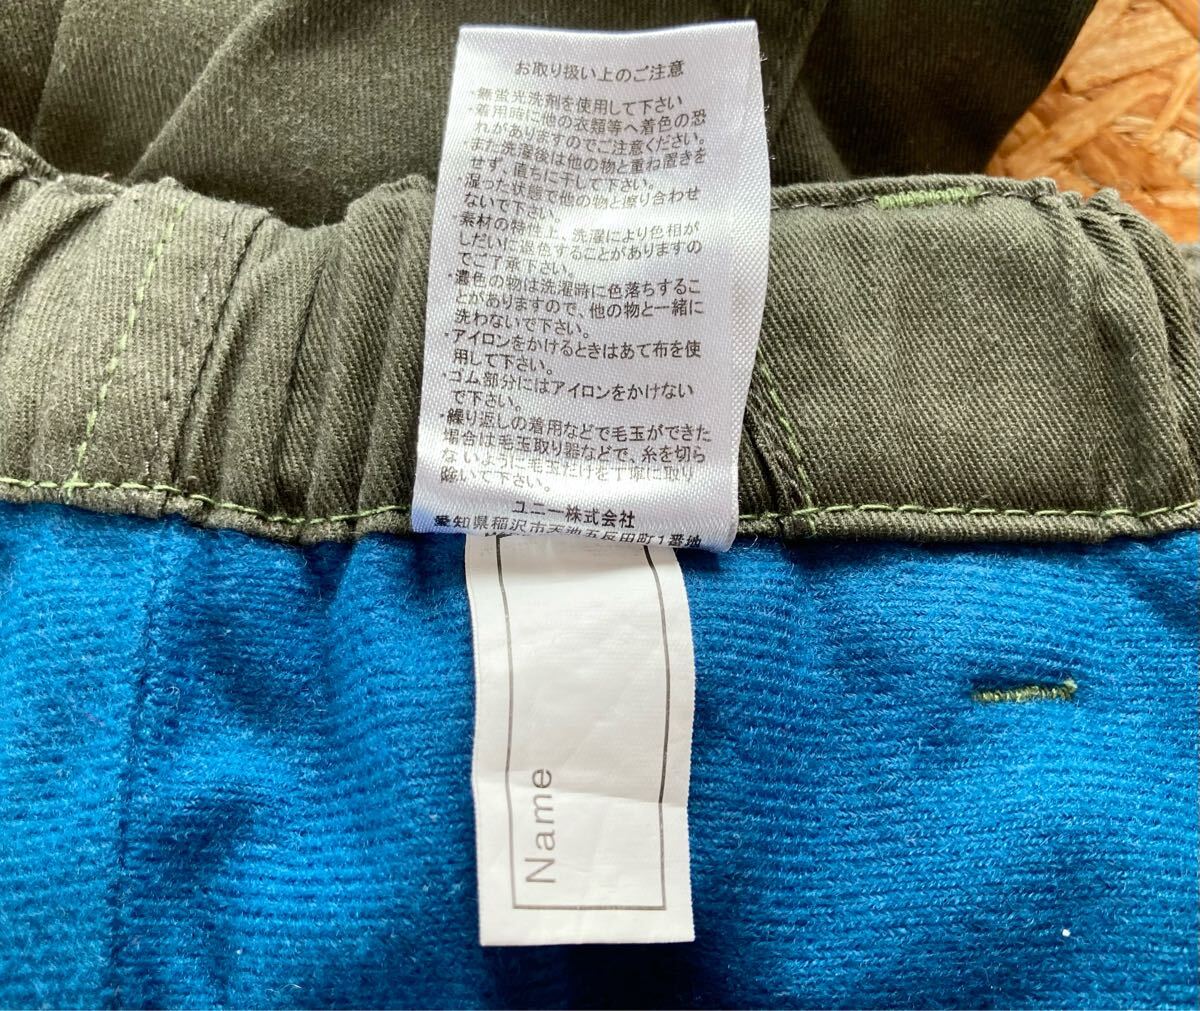 お取り扱い上のご注意
・無蛍光洗剤を使用して下さい
・着用時に他の衣類等へ着色の恐
れがありますのでご注意ください。
・また洗濯後は他の物と重ね置きを
せず、直ちに干して下さい。
湿った状態で他の物と擦り合わせ
ないで下さい。
・素材の特性上、洗濯により色相が
しだいに退色することがありますの
でご了承下さい。
・濃色の物は洗濯時に色落ちするこ
とがありますので、他の物と一緒に
洗わないで下さい。
・アイロンをかけるときはあて布を使
用して下さい。
・ゴム部分にはアイロンをかけない
で下さい。
・繰り返しの着用などで毛玉ができた
場合は毛玉取り器などで、糸を切ら
ないように毛玉だけを丁寧に取り
除いて下さい。
ユニー株式会社
愛知県稲沢市天池五反田町1番地
Name